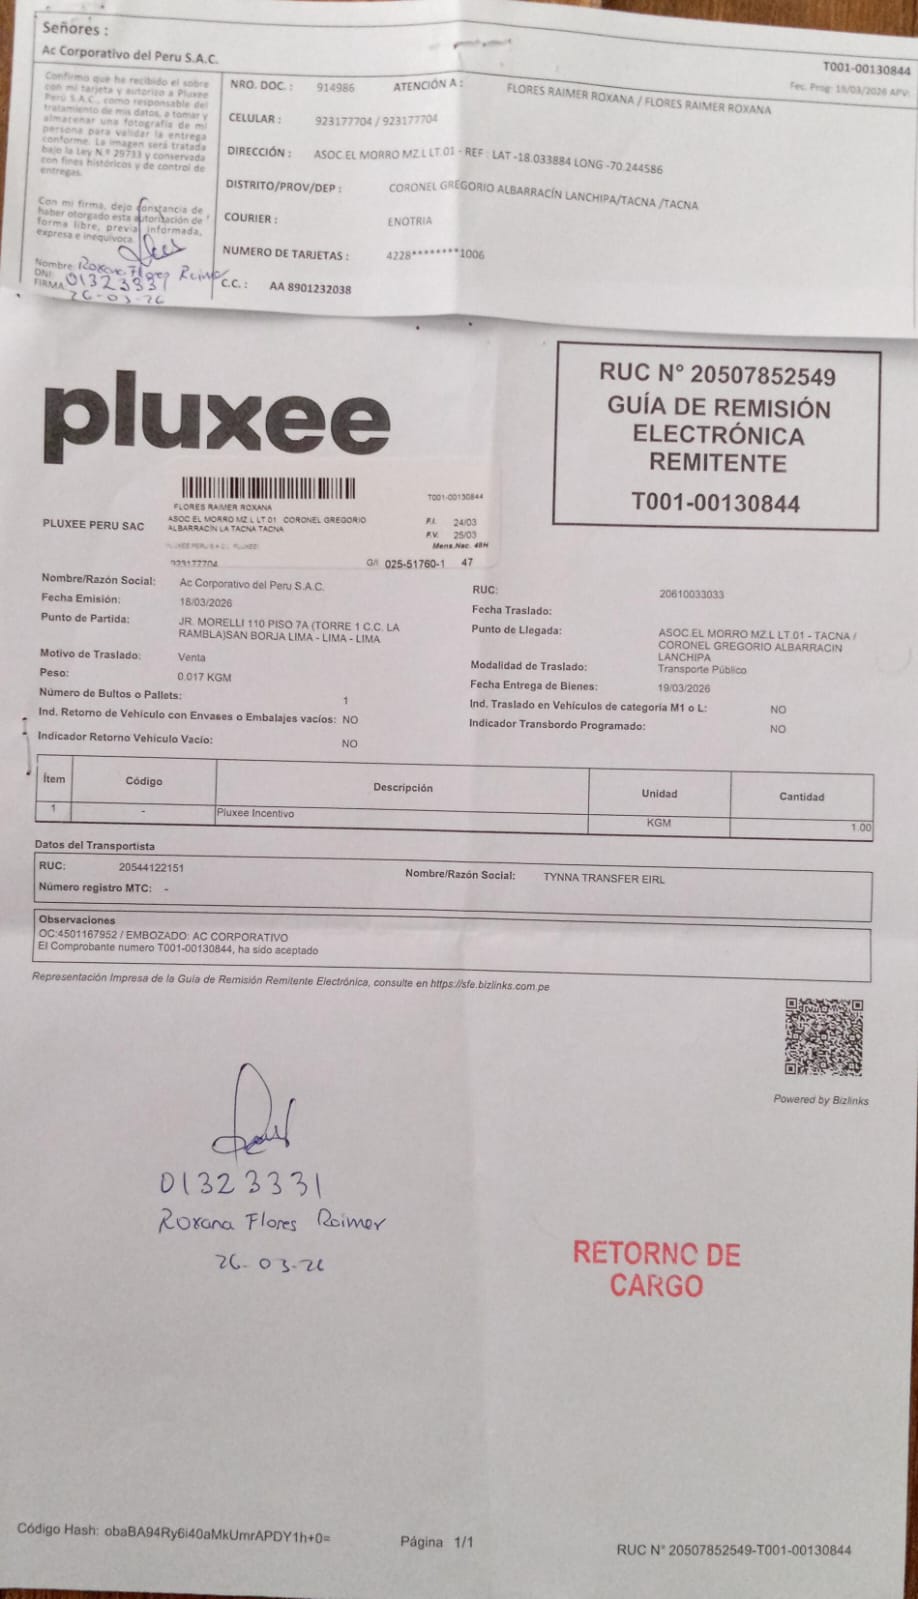 Señores :
Ac Corporativo del Peru S.A.C.
T001-00130844
Fec. Prog: 19/03/2026 APV:
Confirmo que he recibido el sobre
con mi tarjeta y autorizo a Pluxee
Perú S.A.C., como responsable del
tratamiento de mis datos, a tomar y
almacenar una fotografía de mi
persona para validar la entrega
conforme. La imagen será tratada
bajo la Ley N.° 29733 y conservada
con fines históricos y de control de
entregas.
Con mi firma, dejo constancia de
haber otorgado esta autorización de
forma libre, previa, informada,
expresa e inequívoca.
Nombre Roxana Flores Raimer
DNI: 01323331
FIRMA
26-03-26
NRO. DOC. : 914986 ATENCIÓN A : FLORES RAIMER ROXANA / FLORES RAIMER ROXANA
CELULAR : 923177704 / 923177704
DIRECCIÓN : ASOC.EL MORRO MZ.L LT.01 - REF : LAT -18.033884 LONG -70.244586
DISTRITO/PROV/DEP : CORONEL GREGORIO ALBARRACÍN LANCHIPA/TACNA /TACNA
COURIER : ENOTRIA
NUMERO DE TARJETAS : 4228********1006
C.C. : AA 8901232038
pluxee
RUC N° 20507852549
GUÍA DE REMISIÓN
ELECTRÓNICA
REMITENTE
T001-00130844
PLUXEE PERU SAC
T001-00130844
FLORES RAIMER ROXANA
ASOC.EL MORRO MZ.L LT.01 CORONEL GREGORIO
ALBARRACIN LA TACNA TACNA
F.I. 24/03
F.V. 25/03
Mens.Nac. 48H
923177704
G/I 025-51760-1 47
Nombre/Razón Social: Ac Corporativo del Peru S.A.C.
RUC: 20610033033
Fecha Emisión: 18/03/2026
Fecha Traslado:
Punto de Partida: JR. MORELLI 110 PISO 7A (TORRE 1 C.C. LA
RAMBLA)SAN BORJA LIMA - LIMA - LIMA
Punto de Llegada: ASOC.EL MORRO MZ.L LT.01 - TACNA /
CORONEL GREGORIO ALBARRACIN
LANCHIPA
Motivo de Traslado: Venta
Modalidad de Traslado: Transporte Público
Peso: 0.017 KGM
Fecha Entrega de Bienes: 19/03/2026
Número de Bultos o Pallets: 1
Ind. Traslado en Vehículos de categoría M1 o L: NO
Ind. Retorno de Vehículo con Envases o Embalajes vacíos: NO
Indicador Transbordo Programado: NO
Indicador Retorno Vehículo Vacío: NO
Ítem Código Descripción Unidad Cantidad
1 - Pluxee Incentivo KGM 1.00
Datos del Transportista
RUC: 20544122151 Nombre/Razón Social: TYNNA TRANSFER EIRL
Número registro MTC: -
Observaciones
OC:4501167952 / EMBOZADO: AC CORPORATIVO
El Comprobante numero T001-00130844, ha sido aceptado
Representación Impresa de la Guía de Remisión Remitente Electrónica, consulte en https://sfe.bizlinks.com.pe
Powered by Bizlinks
01323331
Roxana Flores Raimer
26-03-26
RETORNO DE
CARGO
Código Hash: obaBA94Ry6i40aMkUmrAPDY1h+0=
Página 1/1
RUC N° 20507852549-T001-00130844